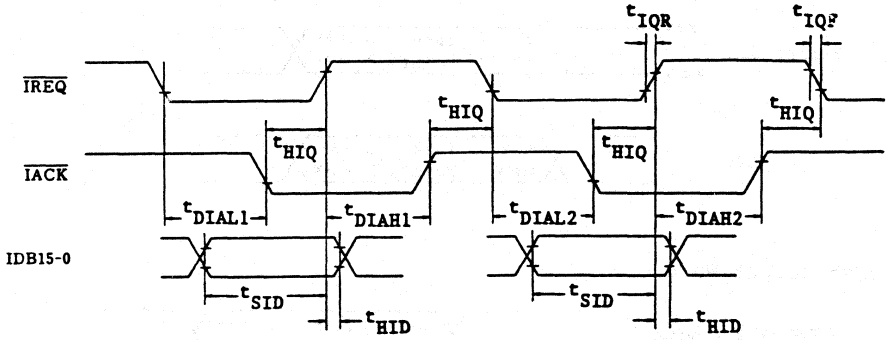 tIQR tIQF
IREQ
tHIQ tHIQ
tHIQ tHIQ
IACK
tDIAL1 tDIAH1 tDIAL2 tDIAH2
IDB15-0
tSID tSID
tHID tHID